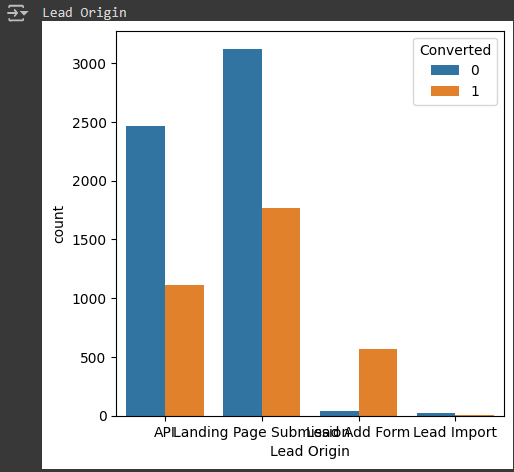 Lead Origin
Converted
0
1
3000
2500
2000
1500
1000
500
0
count
API Landing Page Submission Lead Add Form Lead Import
Lead Origin